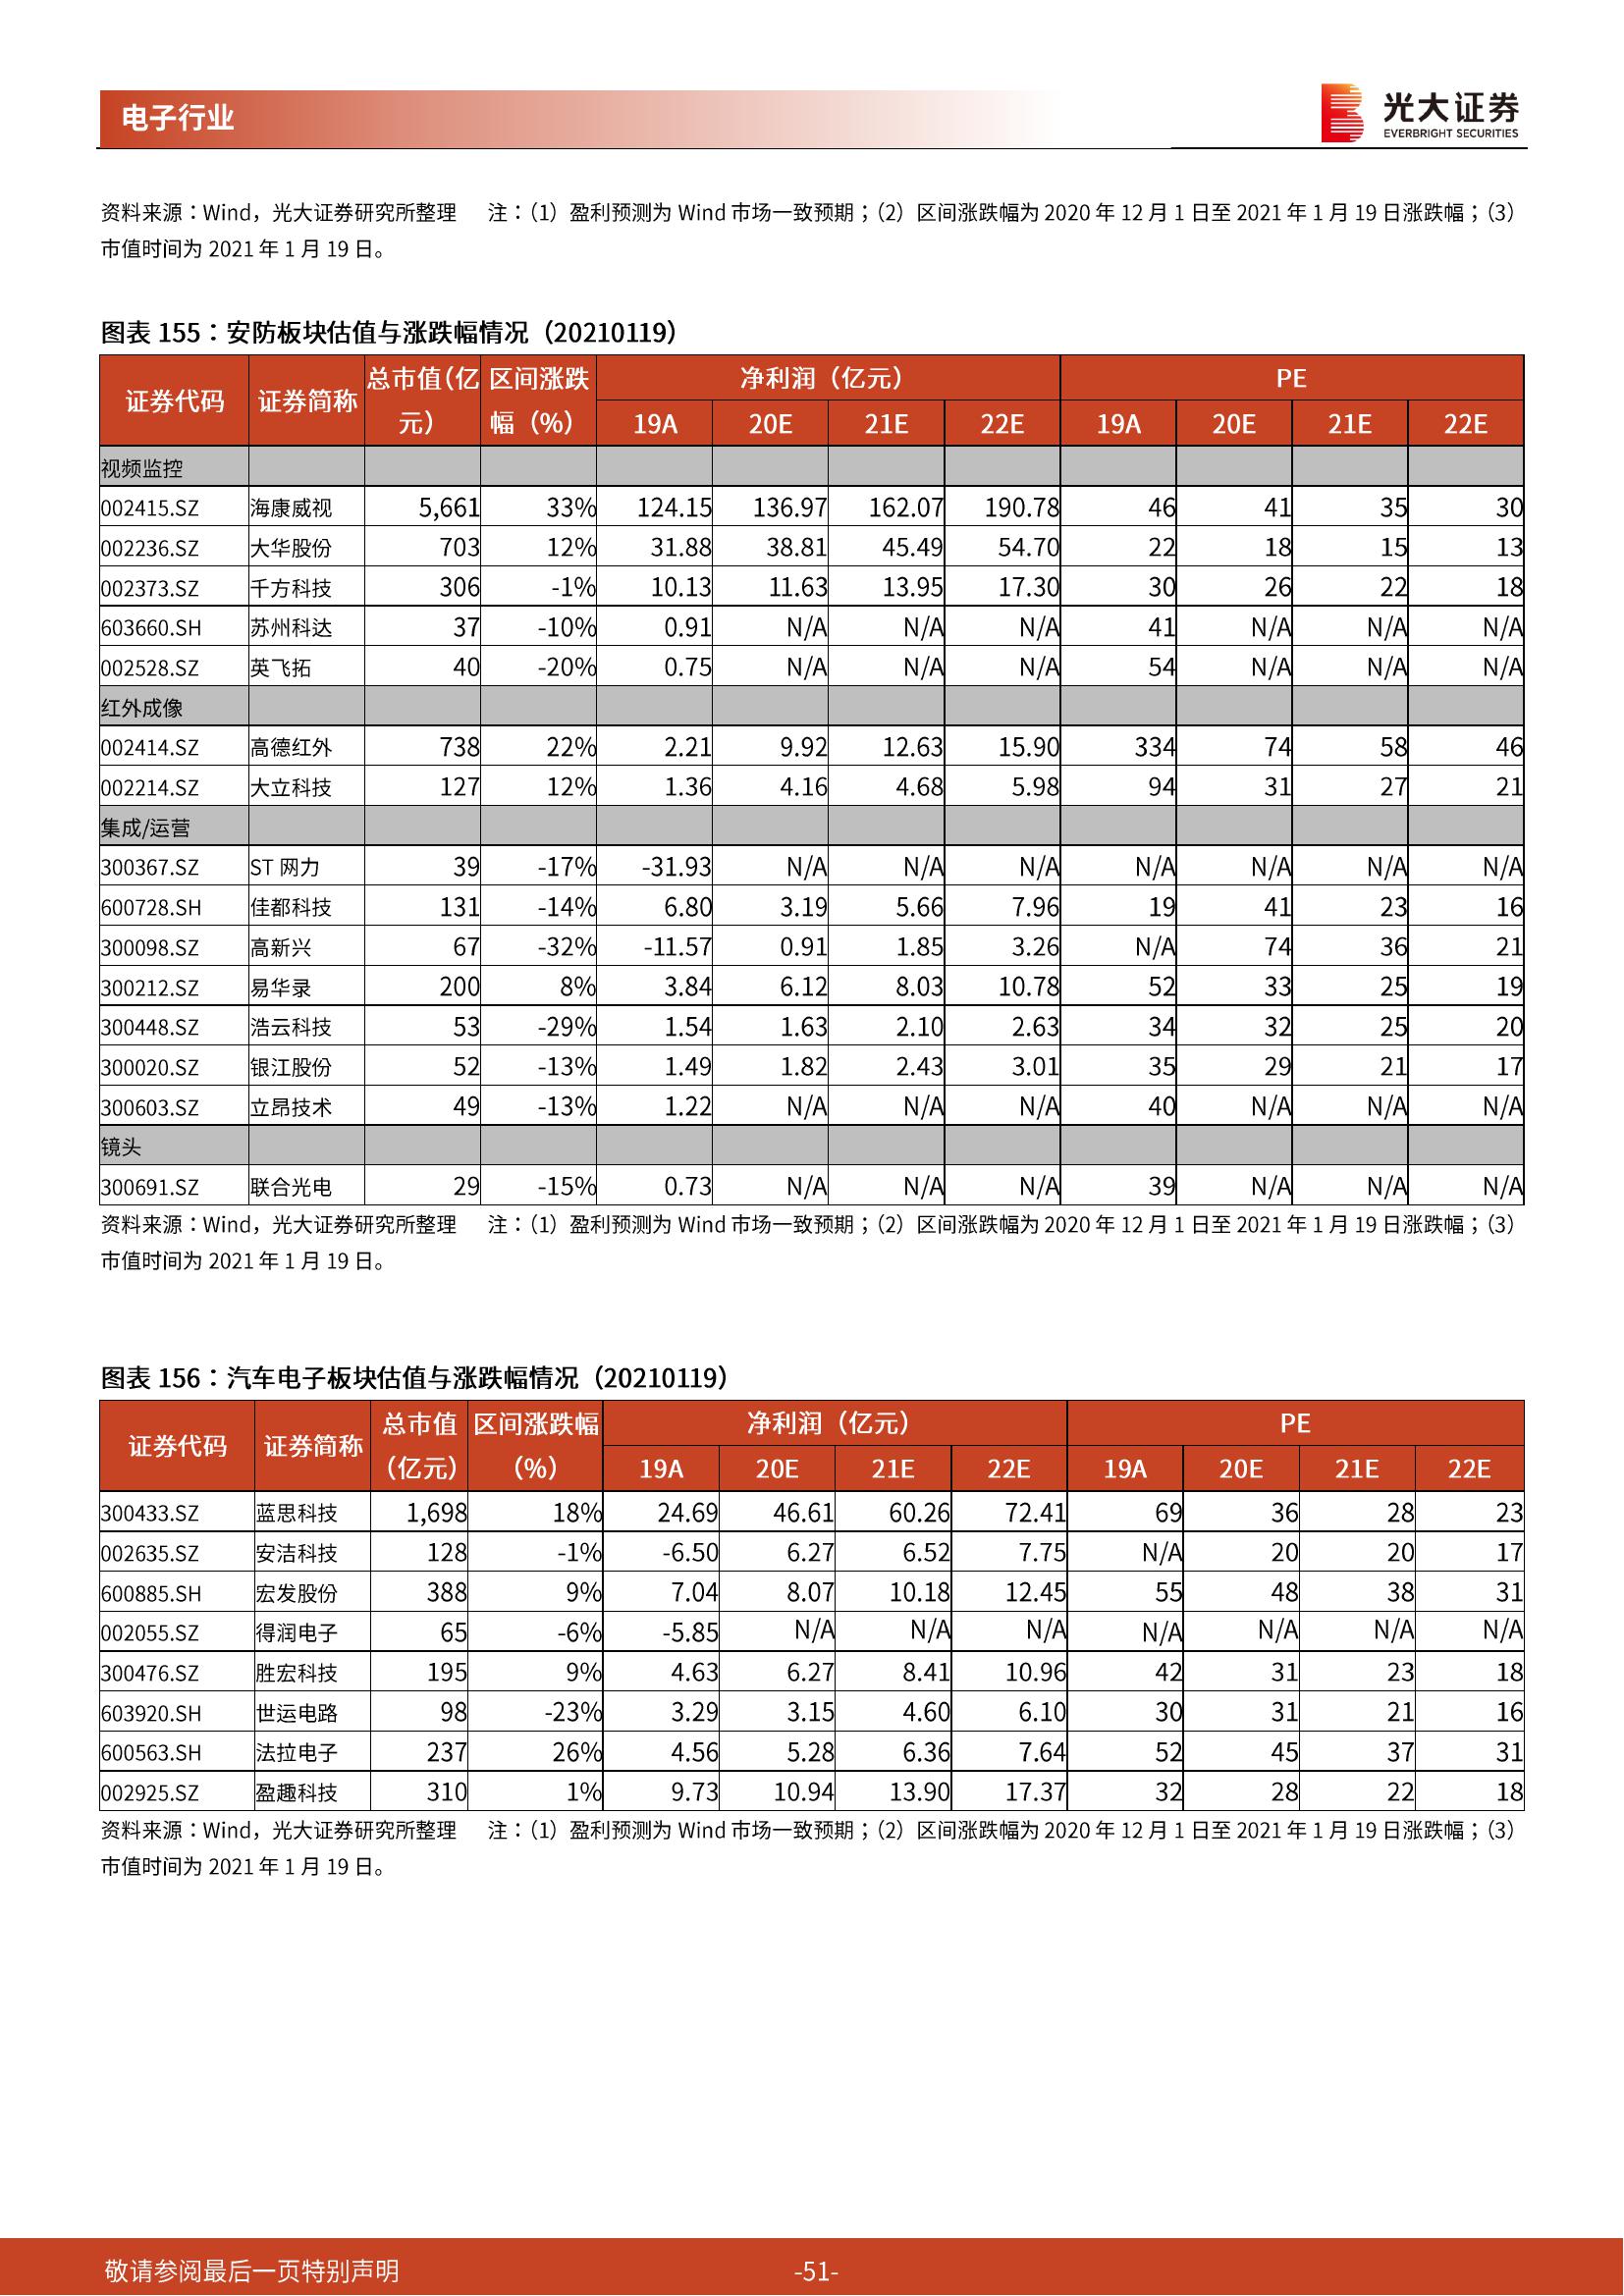 电子行业
光大证券
EVERBRIGHT SECURITIES
资料来源：Wind，光大证券研究所整理 注：（1）盈利预测为 Wind 市场一致预期；（2）区间涨跌幅为 2020 年 12 月 1 日至 2021 年 1 月 19 日涨跌幅；（3）
市值时间为 2021 年 1 月 19 日。
图表 155：安防板块估值与涨跌幅情况（20210119）
证券代码 证券简称 总市值（亿元） 区间涨跌幅（%） 净利润（亿元） PE
19A 20E 21E 22E 19A 20E 21E 22E
视频监控
002415.SZ 海康威视 5,661 33% 124.15 136.97 162.07 190.78 46 41 35 30
002236.SZ 大华股份 703 12% 31.88 38.81 45.49 54.70 22 18 15 13
002373.SZ 千方科技 306 -1% 10.13 11.63 13.95 17.30 30 26 22 18
603660.SH 苏州科达 37 -10% 0.91 N/A N/A N/A 41 N/A N/A N/A
002528.SZ 英飞拓 40 -20% 0.75 N/A N/A N/A 54 N/A N/A N/A
红外成像
002414.SZ 高德红外 738 22% 2.21 9.92 12.63 15.90 334 74 58 46
002214.SZ 大立科技 127 12% 1.36 4.16 4.68 5.98 94 31 27 21
集成/运营
300367.SZ ST 网力 39 -17% -31.93 N/A N/A N/A N/A N/A N/A N/A
600728.SH 佳都科技 131 -14% 6.80 3.19 5.66 7.96 19 41 23 16
300098.SZ 高新兴 67 -32% -11.57 0.91 1.85 3.26 N/A 74 36 21
300212.SZ 易华录 200 8% 3.84 6.12 8.03 10.78 52 33 25 19
300448.SZ 浩云科技 53 -29% 1.54 1.63 2.10 2.63 34 32 25 20
300020.SZ 银江股份 52 -13% 1.49 1.82 2.43 3.01 35 29 21 17
300603.SZ 立昂技术 49 -13% 1.22 N/A N/A N/A 40 N/A N/A N/A
镜头
300691.SZ 联合光电 29 -15% 0.73 N/A N/A N/A 39 N/A N/A N/A
资料来源：Wind，光大证券研究所整理 注：（1）盈利预测为 Wind 市场一致预期；（2）区间涨跌幅为 2020 年 12 月 1 日至 2021 年 1 月 19 日涨跌幅；（3）
市值时间为 2021 年 1 月 19 日。
图表 156：汽车电子板块估值与涨跌幅情况（20210119）
证券代码 证券简称 总市值（亿元） 区间涨跌幅（%） 净利润（亿元） PE
19A 20E 21E 22E 19A 20E 21E 22E
300433.SZ 蓝思科技 1,698 18% 24.69 46.61 60.26 72.41 69 36 28 23
002635.SZ 安洁科技 128 -1% -6.50 6.27 6.52 7.75 N/A 20 20 17
600885.SH 宏发股份 388 9% 7.04 8.07 10.18 12.45 55 48 38 31
002055.SZ 得润电子 65 -6% -5.85 N/A N/A N/A N/A N/A N/A N/A
300476.SZ 胜宏科技 195 9% 4.63 6.27 8.41 10.96 42 31 23 18
603920.SH 世运电路 98 -23% 3.29 3.15 4.60 6.10 30 31 21 16
600563.SH 法拉电子 237 26% 4.56 5.28 6.36 7.64 52 45 37 31
002925.SZ 盈趣科技 310 1% 9.73 10.94 13.90 17.37 32 28 22 18
资料来源：Wind，光大证券研究所整理 注：（1）盈利预测为 Wind 市场一致预期；（2）区间涨跌幅为 2020 年 12 月 1 日至 2021 年 1 月 19 日涨跌幅；（3）
市值时间为 2021 年 1 月 19 日。
敬请参阅最后一页特别声明 -51-